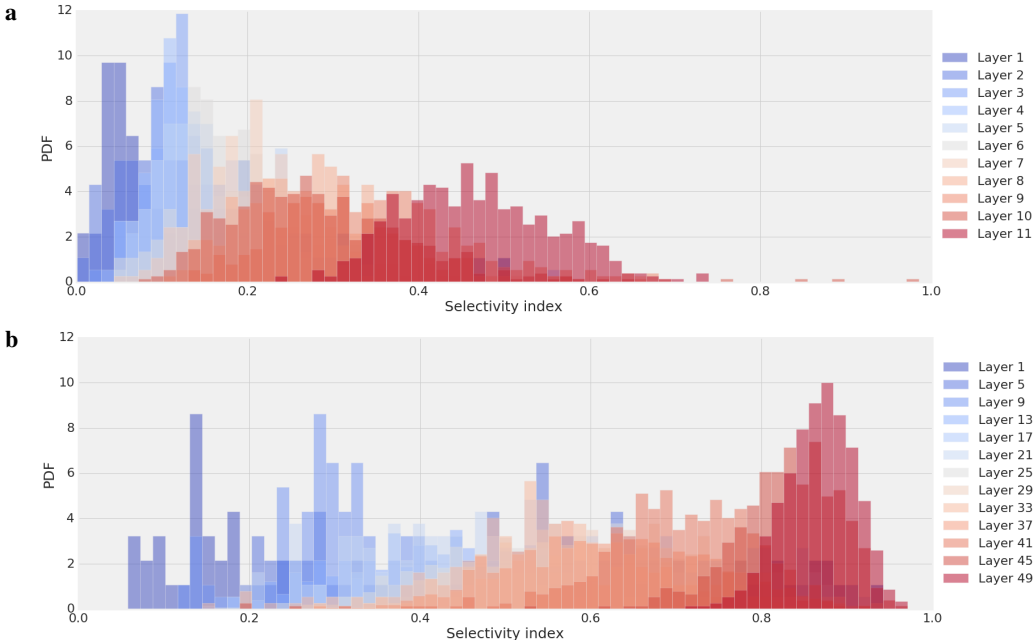 a
12
10
8
6
4
2
0
PDF
0.0 0.2 0.4 0.6 0.8 1.0
Selectivity index
Layer 1
Layer 2
Layer 3
Layer 4
Layer 5
Layer 6
Layer 7
Layer 8
Layer 9
Layer 10
Layer 11
b
12
10
8
6
4
2
0
PDF
0.0 0.2 0.4 0.6 0.8 1.0
Selectivity index
Layer 1
Layer 5
Layer 9
Layer 13
Layer 17
Layer 21
Layer 25
Layer 29
Layer 33
Layer 37
Layer 41
Layer 45
Layer 49